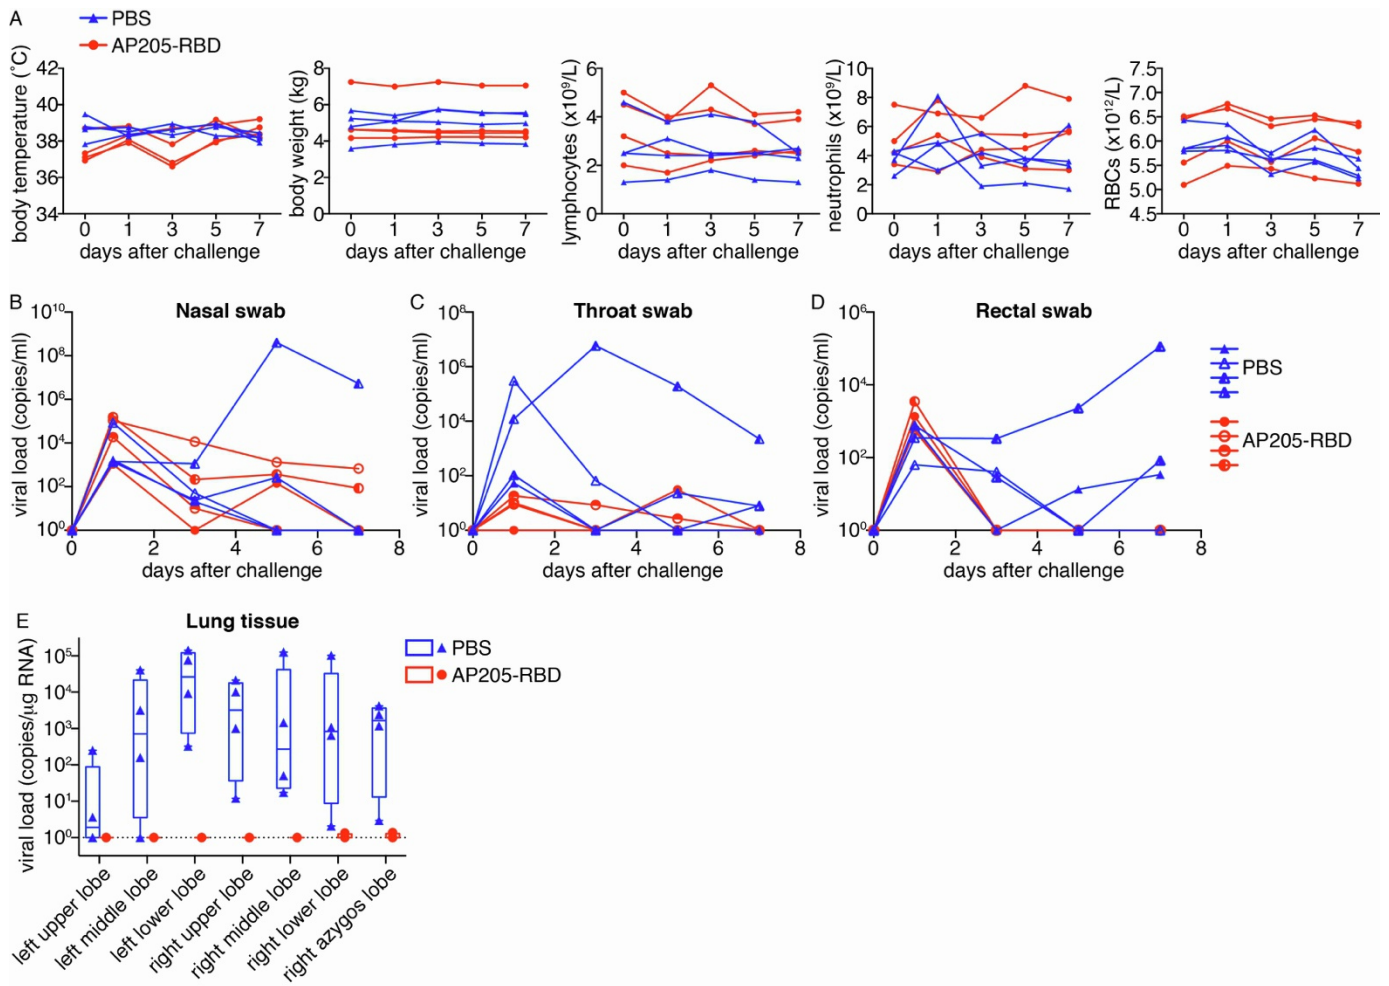 A
PBS
AP205-RBD
body temperature (°C)
42
40
38
36
34
0 1 3 5 7
days after challenge
body weight (kg)
8
6
4
2
0
0 1 3 5 7
days after challenge
lymphocytes (x10⁹/L)
6
4
2
0
0 1 3 5 7
days after challenge
neutrophils (x10⁹/L)
10
8
6
4
2
0
0 1 3 5 7
days after challenge
RBCs (x10¹²/L)
7.5
7.0
6.5
6.0
5.5
5.0
4.5
0 1 3 5 7
days after challenge
B
Nasal swab
viral load (copies/ml)
10¹⁰
10⁸
10⁶
10⁴
10²
10⁰
0 2 4 6 8
days after challenge
C
Throat swab
viral load (copies/ml)
10⁸
10⁶
10⁴
10²
10⁰
0 2 4 6 8
days after challenge
D
Rectal swab
viral load (copies/ml)
10⁶
10⁴
10²
10⁰
0 2 4 6 8
days after challenge
PBS
AP205-RBD
E
Lung tissue
viral load (copies/μg RNA)
10⁵
10⁴
10³
10²
10¹
10⁰
left upper lobe
left middle lobe
left lower lobe
right upper lobe
right middle lobe
right lower lobe
right azygos lobe
PBS
AP205-RBD